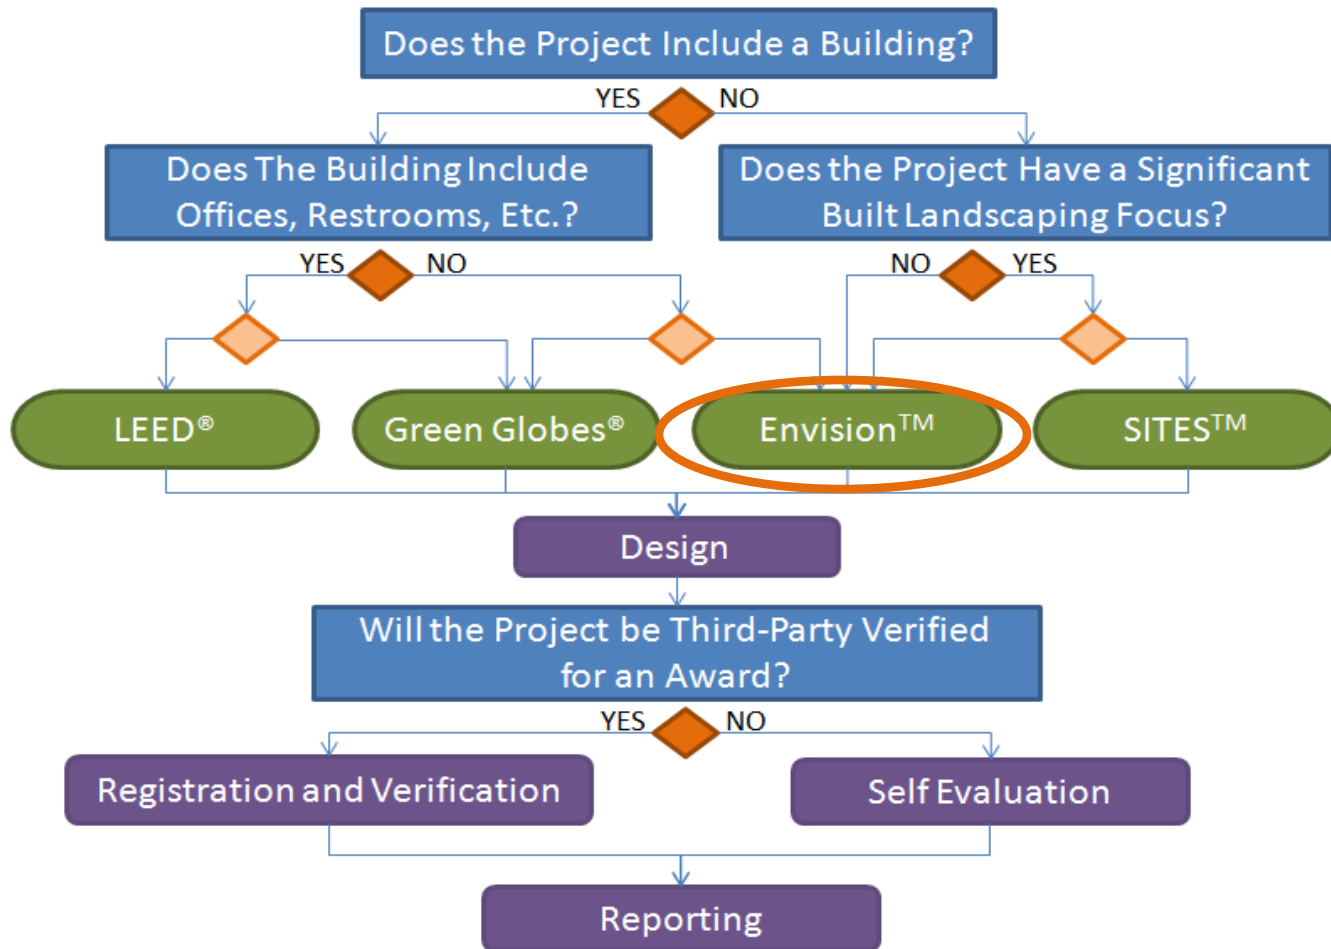 Does the Project Include a Building?
YES NO
Does The Building Include
Offices, Restrooms, Etc.?
Does the Project Have a Significant
Built Landscaping Focus?
YES NO
NO YES
LEED®
Green Globes®
Envision™
SITES™
Design
Will the Project be Third-Party Verified
for an Award?
YES NO
Registration and Verification
Self Evaluation
Reporting